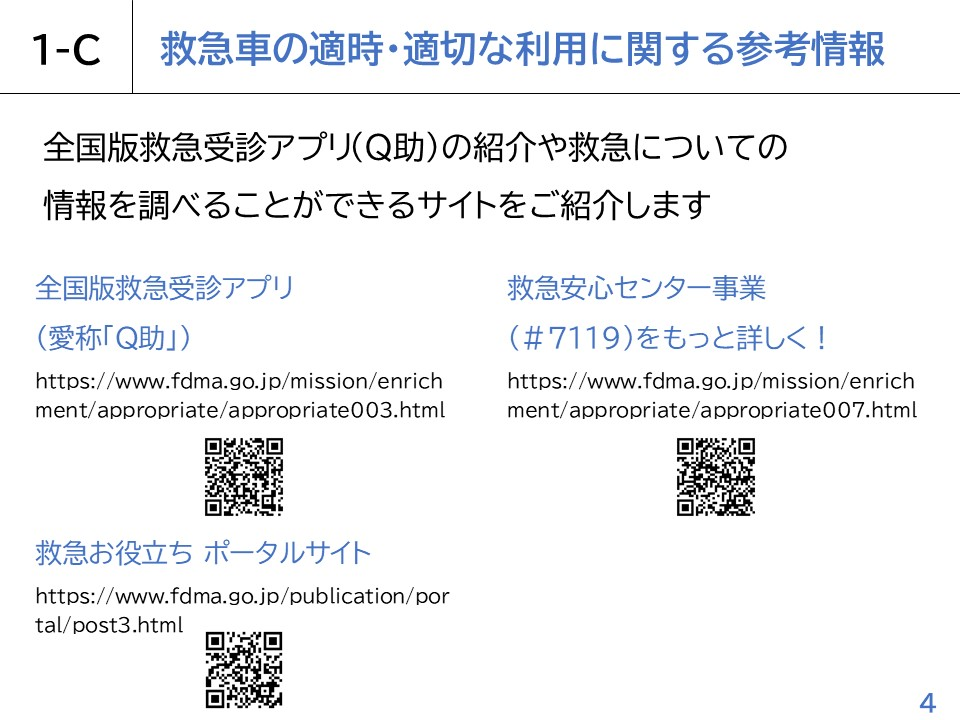 1-C
救急車の適時・適切な利用に関する参考情報
全国版救急受診アプリ(Q助)の紹介や救急についての
情報を調べることができるサイトをご紹介します
全国版救急受診アプリ
(愛称「Q助」)
https://www.fdma.go.jp/mission/enrich
ment/appropriate/appropriate003.html
救急安心センター事業
(#7119)をもっと詳しく!
https://www.fdma.go.jp/mission/enrich
ment/appropriate/appropriate007.html
救急お役立ち ポータルサイト
https://www.fdma.go.jp/publication/por
tal/post3.html
4